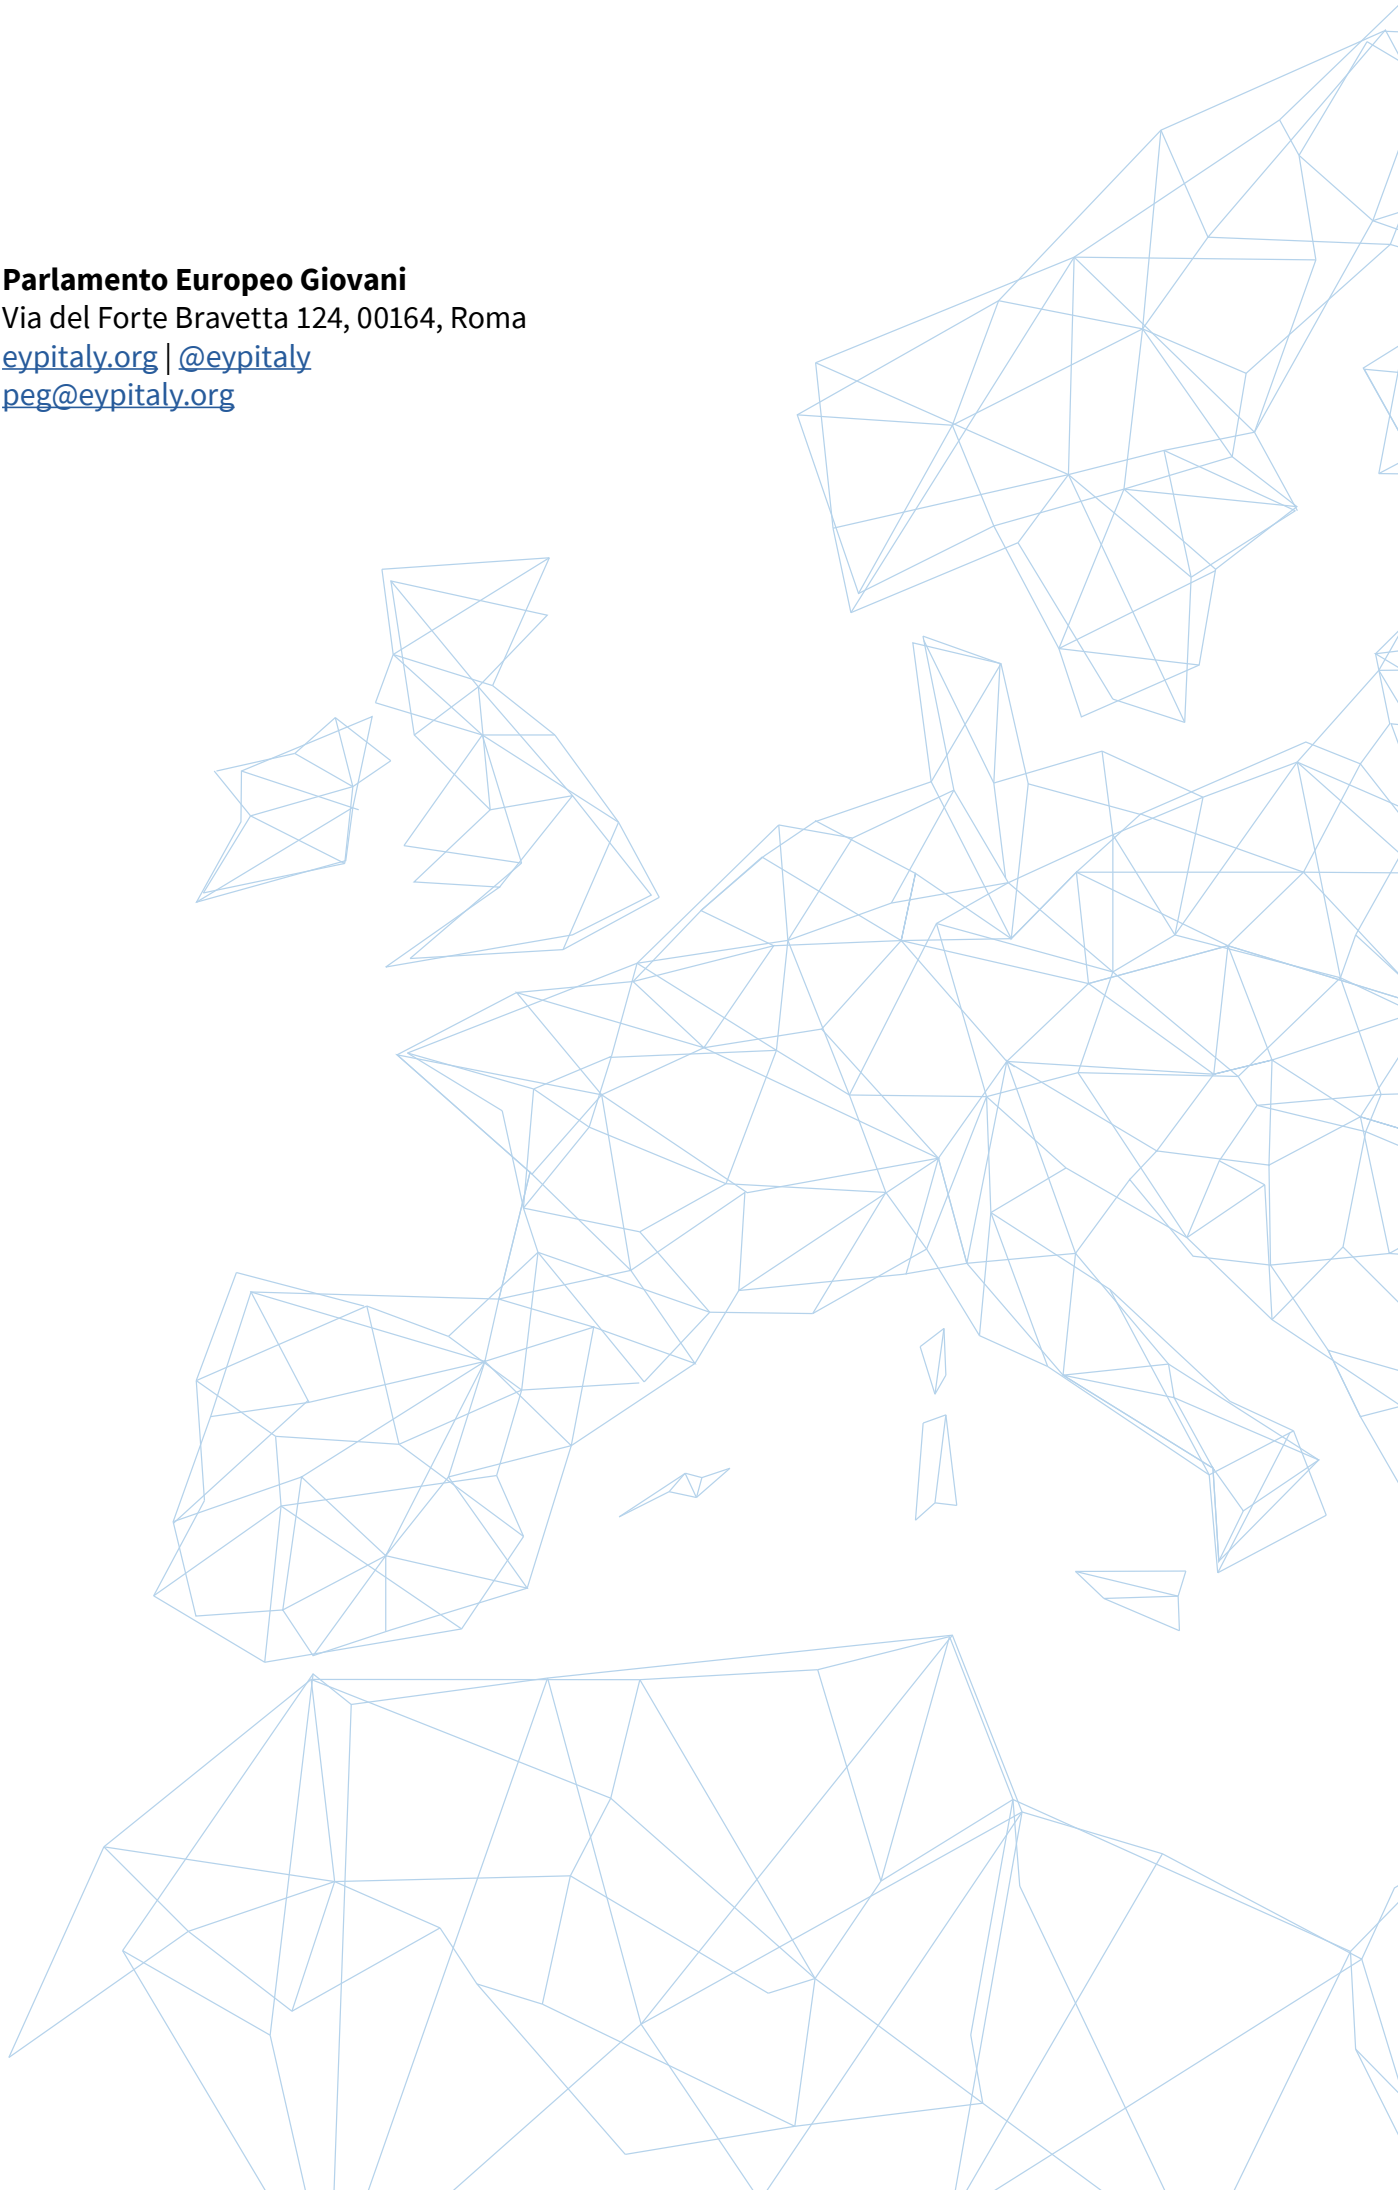 Parlamento Europeo Giovani
Via del Forte Bravetta 124, 00164, Roma
eypitaly.org | @eypitaly
peg@eypitaly.org